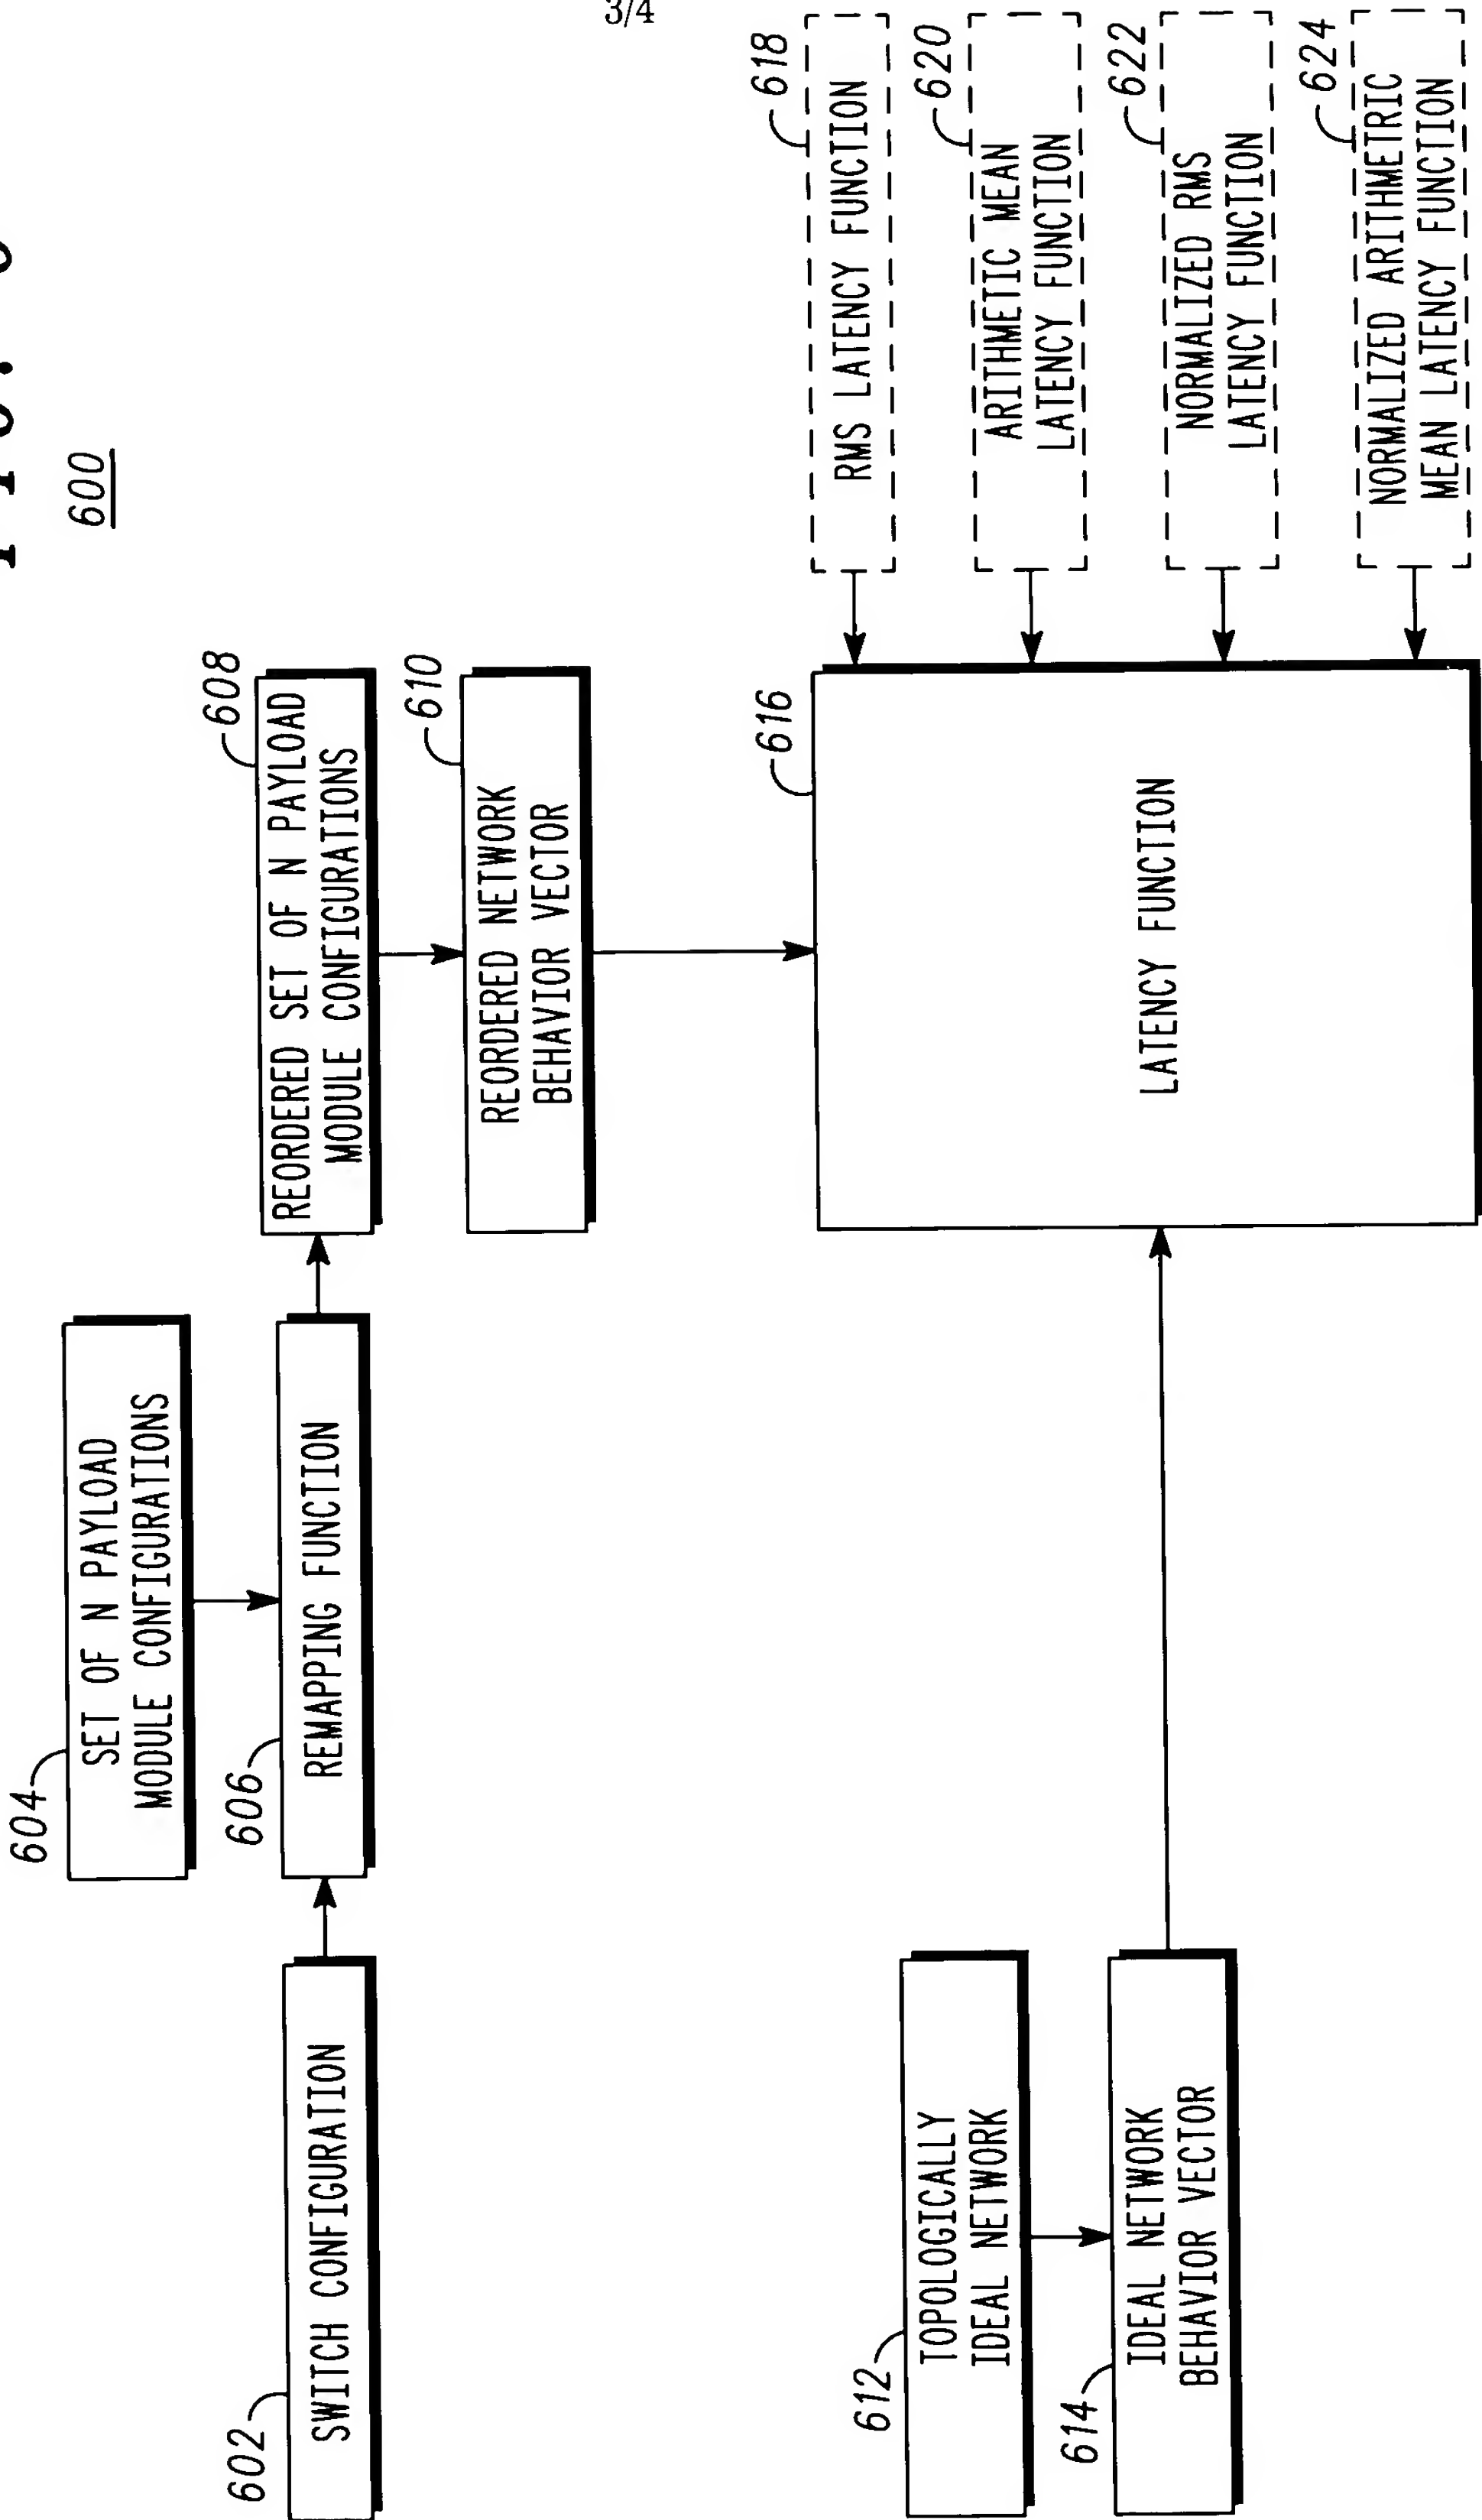 3/4
600
604
SET OF N PAYLOAD
MODULE CONFIGURATIONS
602
SWITCH CONFIGURATION
606
REMAPPING FUNCTION
608
REORDERED SET OF N PAYLOAD
MODULE CONFIGURATIONS
610
REORDERED NETWORK
BEHAVIOR VECTOR
612
TOPOLOGICALLY
IDEAL NETWORK
614
IDEAL NETWORK
BEHAVIOR VECTOR
616
LATENCY FUNCTION
618
RMS LATENCY FUNCTION
620
ARITHMETIC MEAN
LATENCY FUNCTION
622
NORMALIZED RMS
LATENCY FUNCTION
624
NORMALIZED ARITHMETRIC
MEAN LATENCY FUNCTION